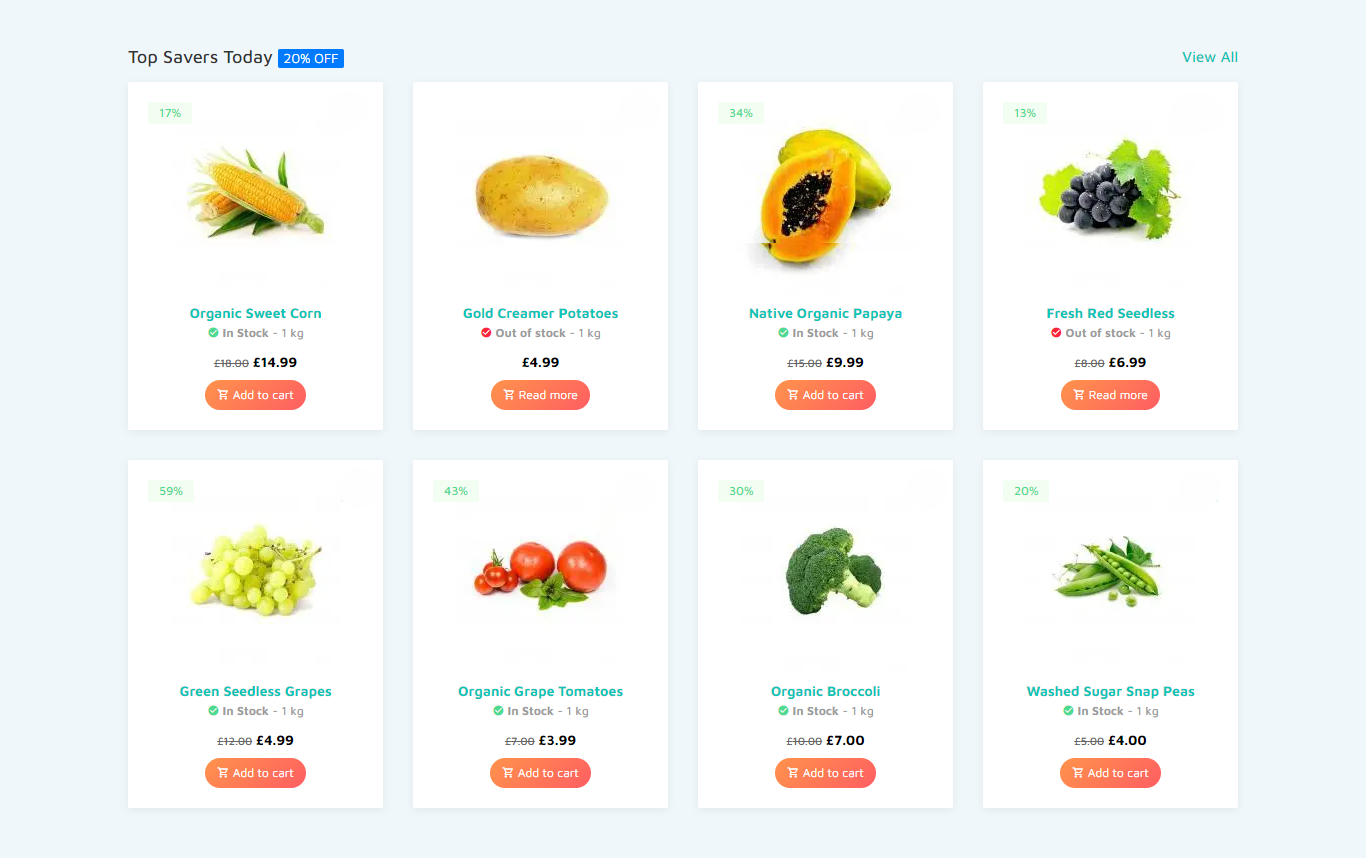 Top Savers Today 20% OFF
View All
17%
Organic Sweet Corn
In Stock - 1 kg
£18.00 £14.99
Add to cart
Gold Creamer Potatoes
Out of stock - 1 kg
£4.99
Read more
34%
Native Organic Papaya
In Stock - 1 kg
£15.00 £9.99
Add to cart
13%
Fresh Red Seedless
Out of stock - 1 kg
£8.00 £6.99
Read more
59%
Green Seedless Grapes
In Stock - 1 kg
£12.00 £4.99
Add to cart
43%
Organic Grape Tomatoes
In Stock - 1 kg
£7.00 £3.99
Add to cart
30%
Organic Broccoli
In Stock - 1 kg
£10.00 £7.00
Add to cart
20%
Washed Sugar Snap Peas
In Stock - 1 kg
£5.00 £4.00
Add to cart